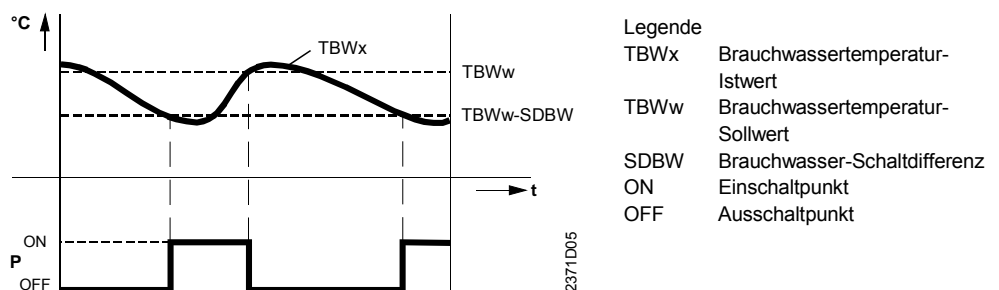 °C
TBWx
TBWw
TBWw-SDBW
t
ON
P
OFF
2371D05
Legende
TBWx Brauchwassertemperatur-
Istwert
TBWw Brauchwassertemperatur-
Sollwert
SDBW Brauchwasser-Schaltdifferenz
ON Einschaltpunkt
OFF Ausschaltpunkt